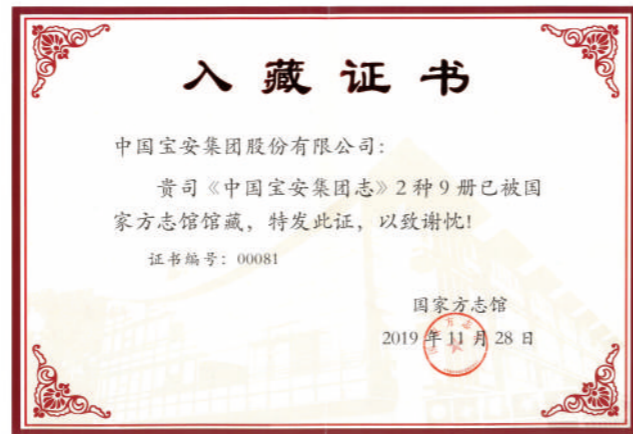 入藏证书
中国宝安集团股份有限公司：
贵司《中国宝安集团志》2种9册已被国
家方志馆馆藏，特发此证，以致谢忱！
证书编号：00081
国家方志馆
2019年11月28日